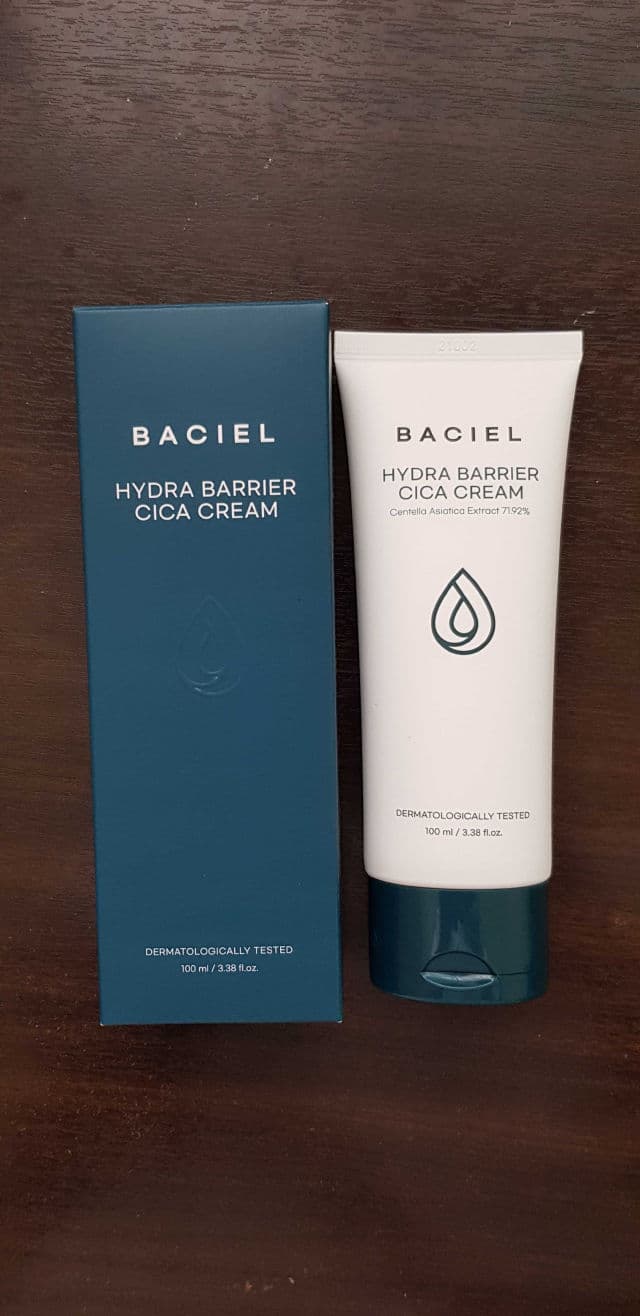 BACIEL
HYDRA BARRIER
CICA CREAM
DERMATOLOGICALLY TESTED
100 ml / 3.38 fl.oz.
BACIEL
HYDRA BARRIER
CICA CREAM
Centella Asiatica Extract 71.92%
DERMATOLOGICALLY TESTED
100 ml / 3.38 fl.oz.